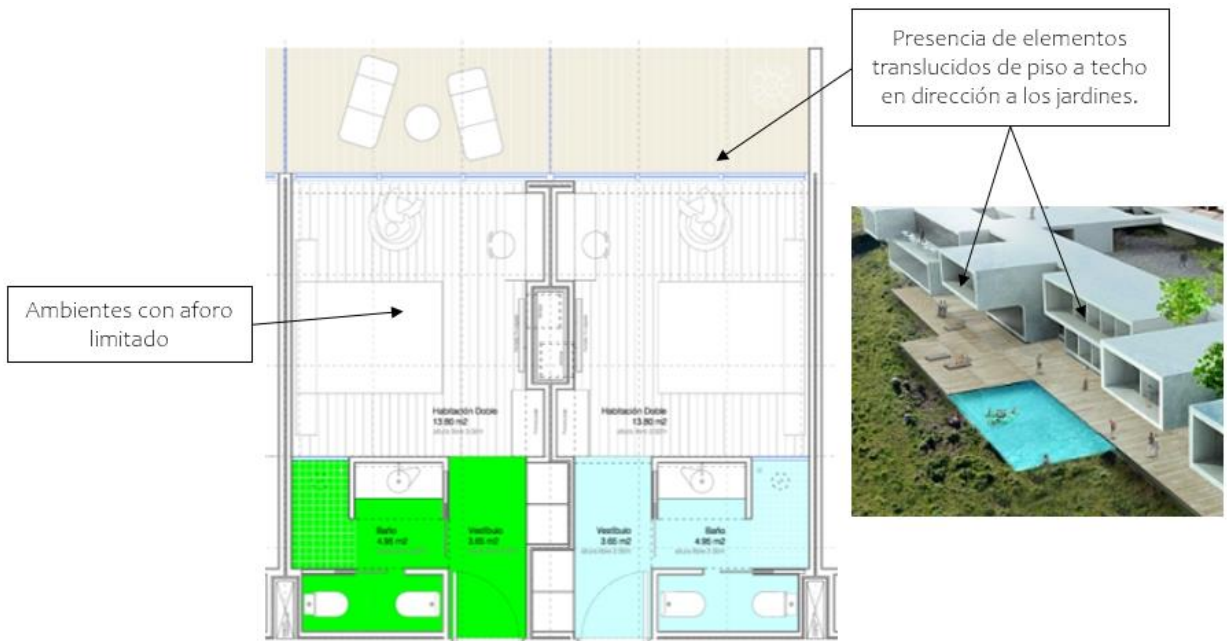 Presencia de elementos
translucidos de piso a techo
en dirección a los jardines.
Ambientes con aforo
limitado
Habitación Doble
13.80 m2
Habitación Doble
13.80 m2
Baño
4.95 m2
Vestíbulo
3.65 m2
Vestíbulo
3.65 m2
Baño
4.95 m2